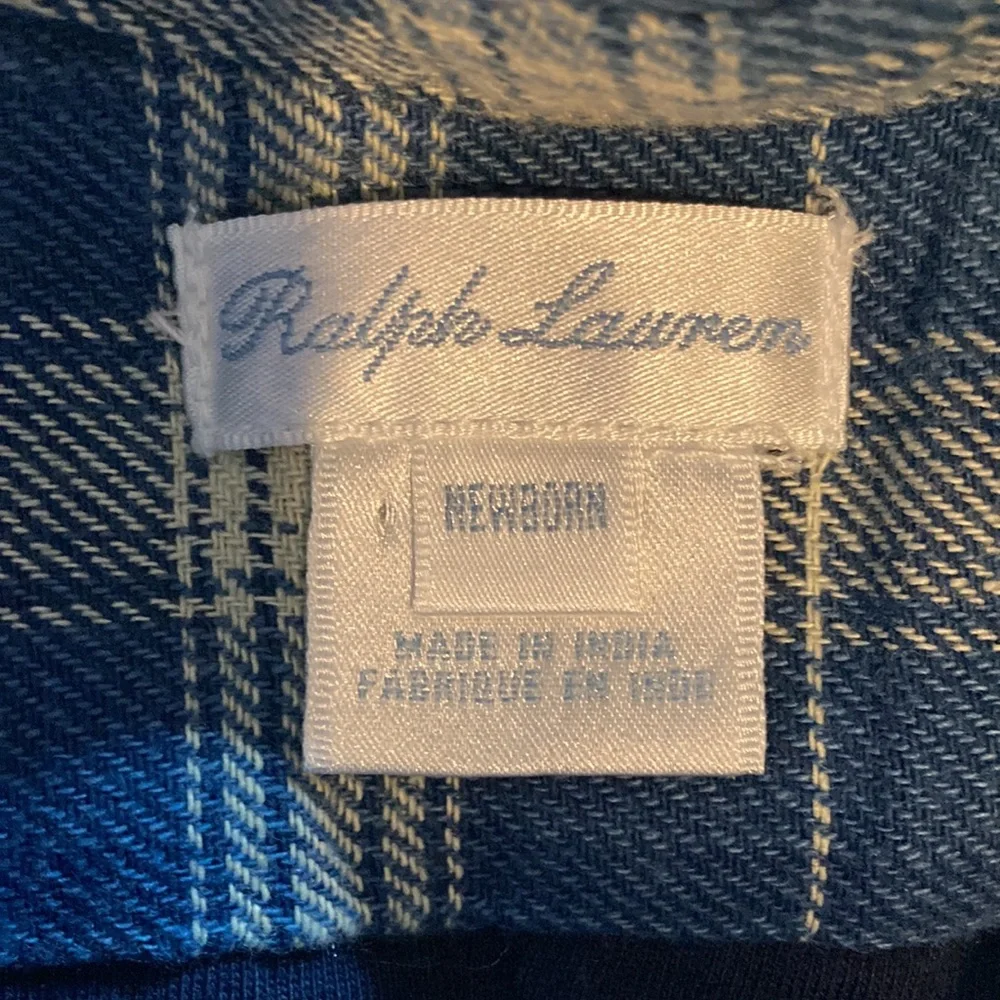 Ralph Lauren
NEWBORN
MADE IN INDIA
FABRIQUE EN INDE